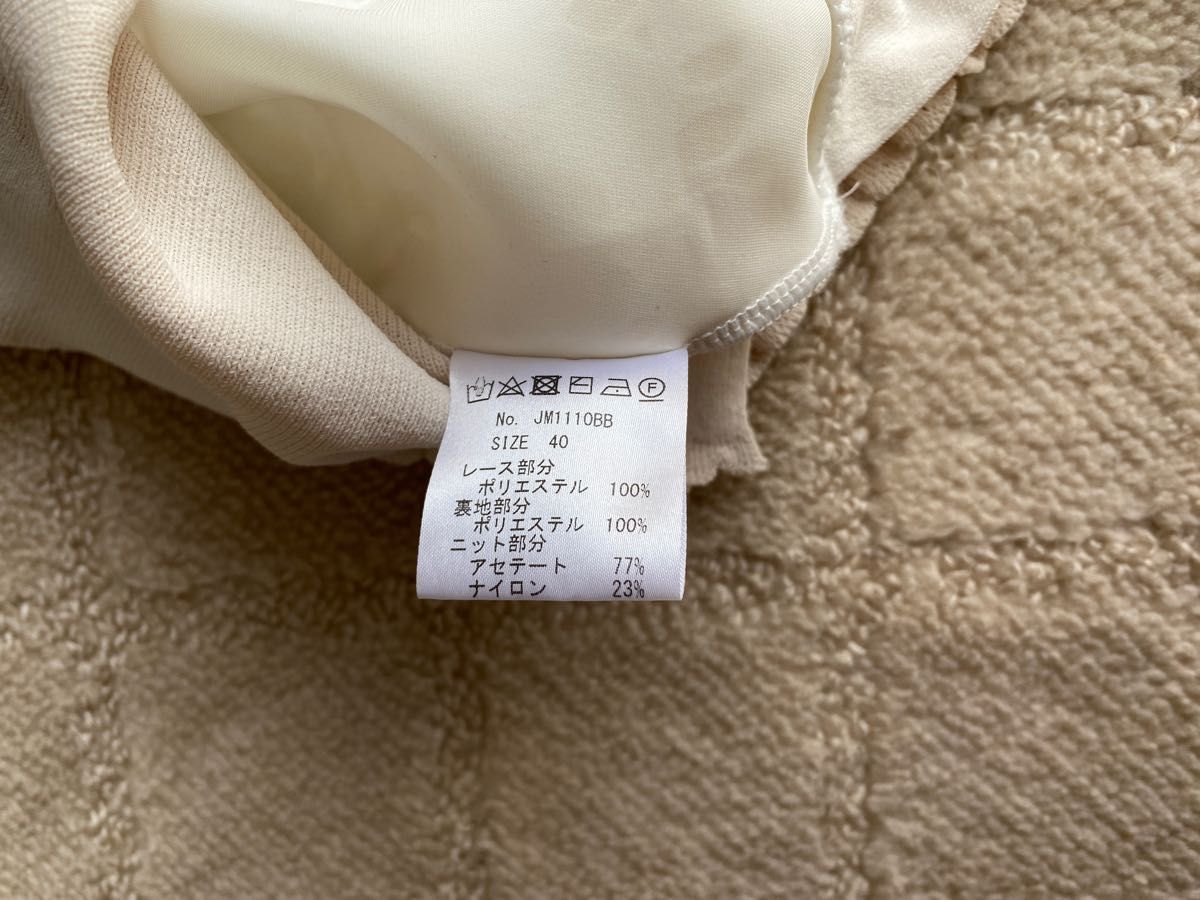 F
No. JM1110BB
SIZE 40
レース部分
ポリエステル 100%
裏地部分
ポリエステル 100%
ニット部分
アセテート 77%
ナイロン 23%